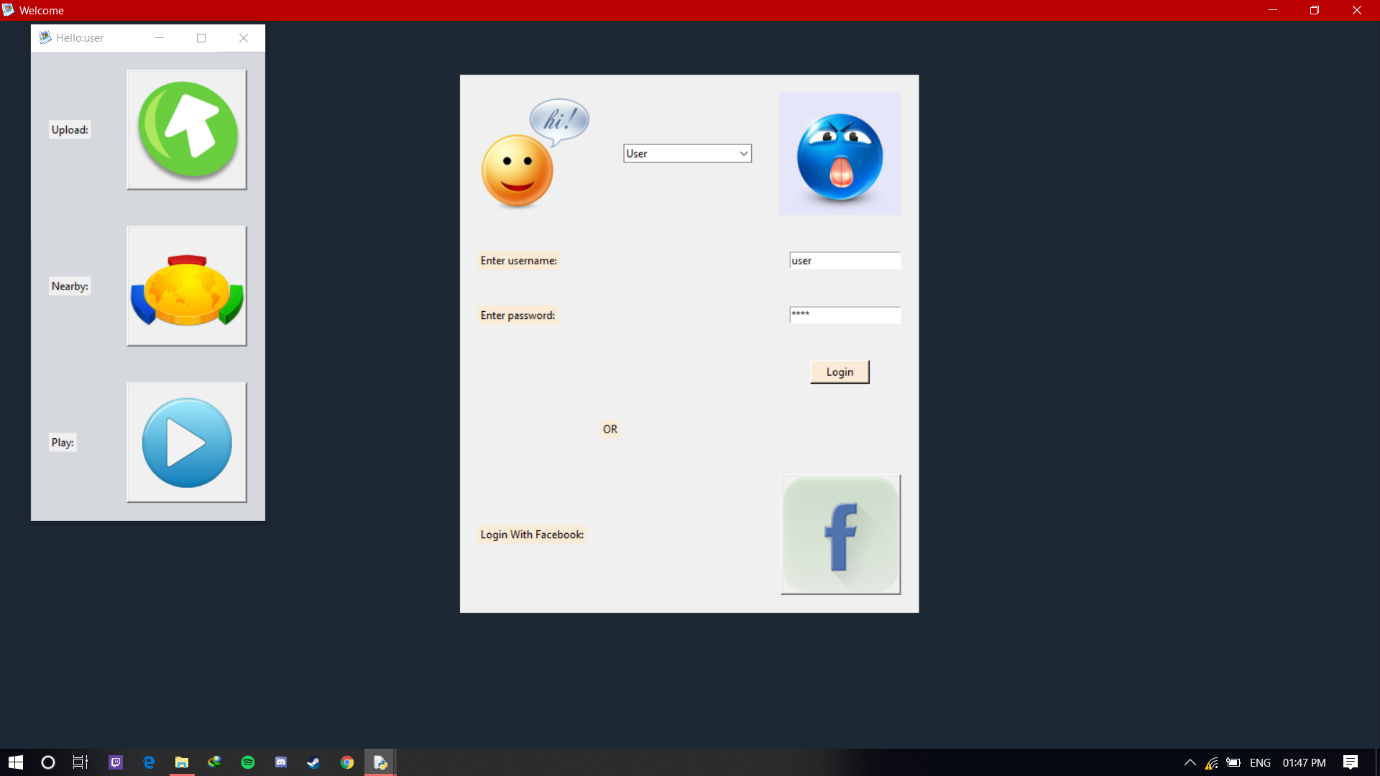 Welcome
Hello:user
Upload:
Nearby:
Play:
hi!
User
Enter username:
user
Enter password:
****
Login
OR
Login With Facebook:
f
ENG
01:47 PM